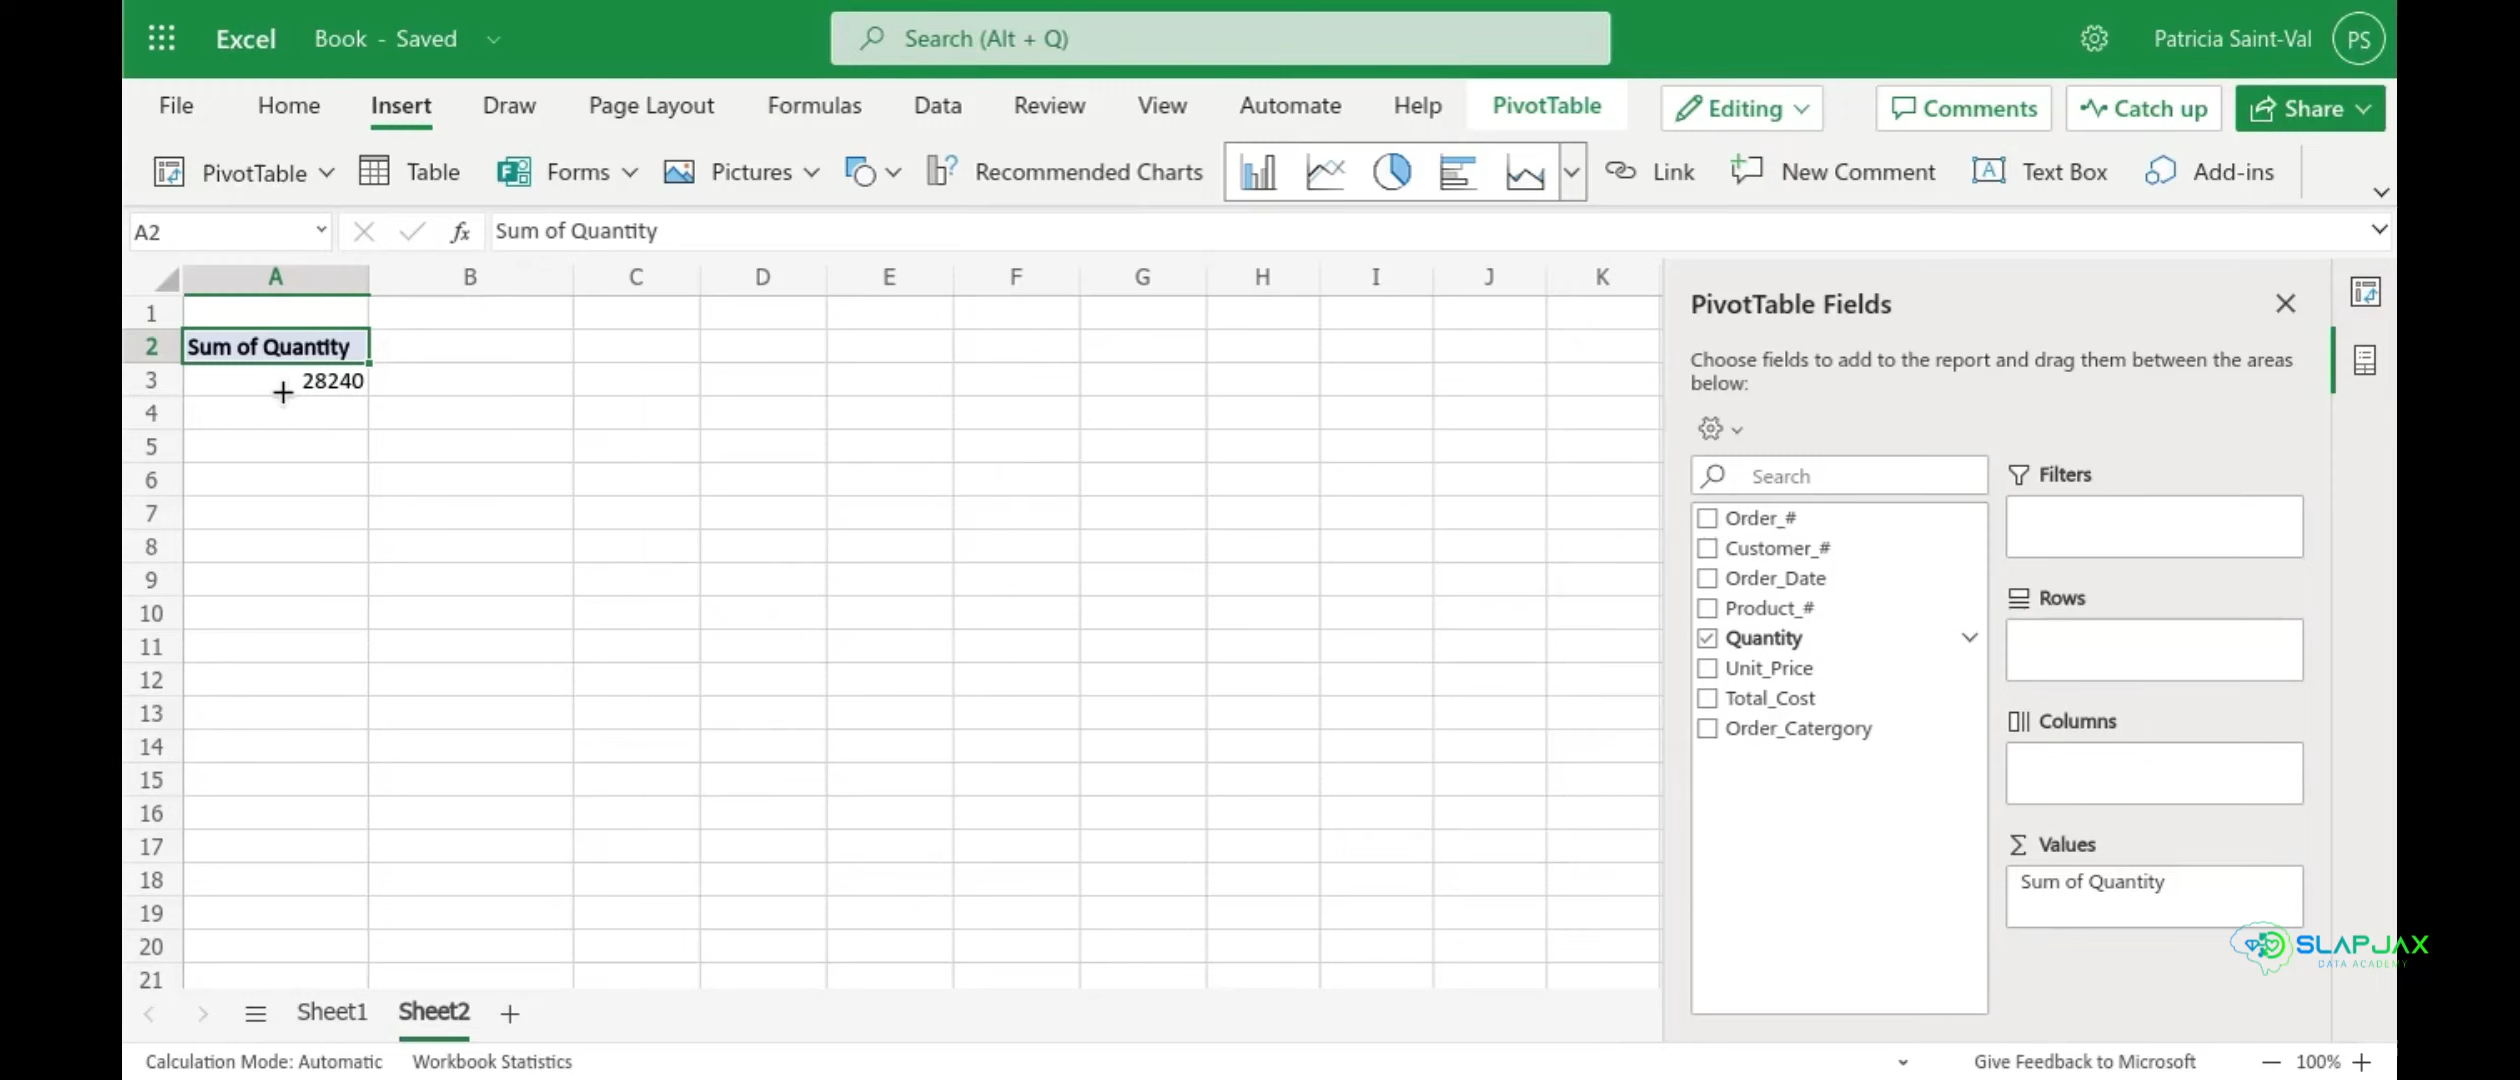 Excel Book - Saved Search (Alt + Q) Patricia Saint-Val PS
File Home Insert Draw Page Layout Formulas Data Review View Automate Help PivotTable Editing Comments Catch up Share
PivotTable Table Forms Pictures Recommended Charts Link New Comment Text Box Add-ins
A2 fx Sum of Quantity
A B C D E F G H I J K
1
2 Sum of Quantity
3 28240
4
5
6
7
8
9
10
11
12
13
14
15
16
17
18
19
20
21
PivotTable Fields
Choose fields to add to the report and drag them between the areas
below:
Search
Order_#
Customer_#
Order_Date
Product_#
Quantity
Unit_Price
Total_Cost
Order_Catergory
Filters
Rows
Columns
Σ Values
Sum of Quantity
SLAPJAX
DATA ACADEMY
Sheet1 Sheet2
Calculation Mode: Automatic Workbook Statistics Give Feedback to Microsoft 100%